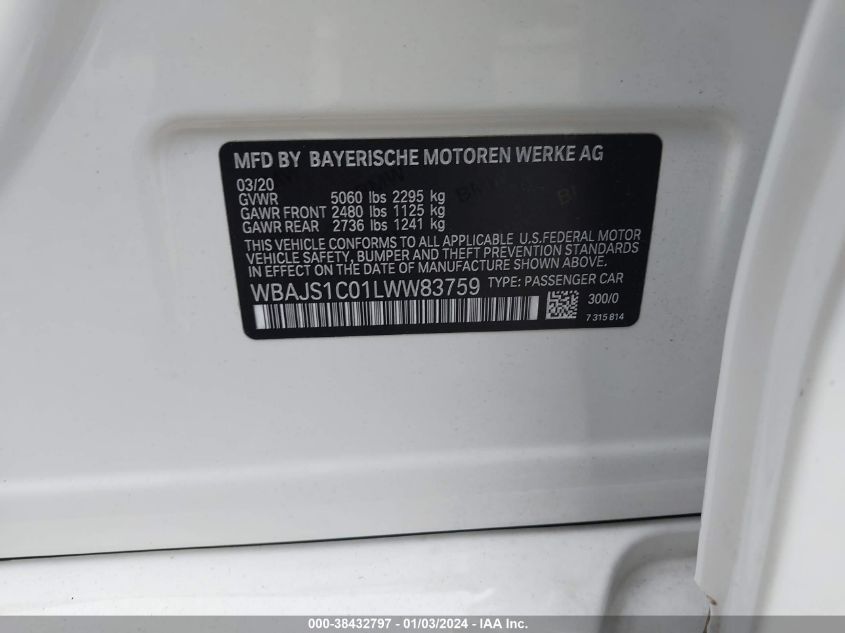 MFD BY BAYERISCHE MOTOREN WERKE AG
03/20
GVWR 5060 lbs 2295 kg
GAWR FRONT 2480 lbs 1125 kg
GAWR REAR 2736 lbs 1241 kg
THIS VEHICLE CONFORMS TO ALL APPLICABLE U.S.FEDERAL MOTOR
VEHICLE SAFETY, BUMPER AND THEFT PREVENTION STANDARDS
IN EFFECT ON THE DATE OF MANUFACTURE SHOWN ABOVE.
WBAJS1C01LWW83759 TYPE: PASSENGER CAR
300/0
7 315 814
000-38432797 - 01/03/2024 - IAA Inc.